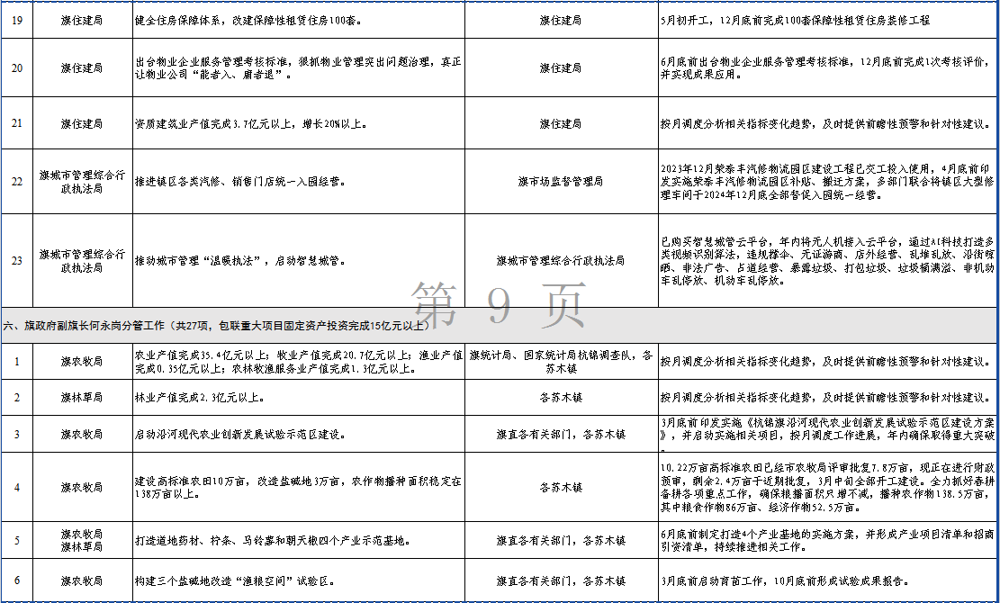 19 旗住建局 健全住房保障体系，改建保障性租赁住房100套。 旗住建局 5月初开工，12月底前完成100套保障性租赁住房装修工程
20 旗住建局 出台物业企业服务管理考核标准，狠抓物业管理突出问题治理，真正
让物业公司“能者入、庸者退”。 旗住建局 6月底前出台物业企业服务管理考核标准，12月底前完成1次考核评价，
并实现成果应用。
21 旗住建局 资质建筑业产值完成3.7亿元以上，增长20%以上。 旗住建局 按月调度分析相关指标变化趋势，及时提供前瞻性预警和针对性建议。
22 旗城市管理综合行
政执法局 推进镇区各类汽修、销售门店统一入园经营。 旗市场监督管理局 2023年12月荣泰丰汽修物流园区建设工程已交工投入使用，4月底前印
发实施荣泰丰汽修物流园区补贴、搬迁方案，多部门联合将镇区大型修
理车间于2024年12月底全部督促入园统一经营。
23 旗城市管理综合行
政执法局 推动城市管理“温暖执法”，启动智慧城管。 旗城市管理综合行政执法局 已购买智慧城管云平台，年内将无人机接入云平台，通过AI科技打造多
类视频识别算法，违规撑伞、无证游商、店外经营、乱堆乱放、沿街晾
晒、非法广告、占道经营、暴露垃圾、打包垃圾、垃圾桶满溢、非机动
车乱停放、机动车乱停放。
第 9 页
六、旗政府副旗长何永岗分管工作（共27项，包联重大项目固定资产投资完成15亿元以上）
1 旗农牧局 农业产值完成35.4亿元以上；牧业产值完成20.7亿元以上；渔业产值
完成0.35亿元以上；农林牧渔服务业产值完成1.3亿元以上。 旗统计局、国家统计局杭锦调查队，各
苏木镇 按月调度分析相关指标变化趋势，及时提供前瞻性预警和针对性建议。
2 旗林草局 林业产值完成2.3亿元以上。 各苏木镇 按月调度分析相关指标变化趋势，及时提供前瞻性预警和针对性建议。
3 旗农牧局 启动沿河现代农业创新发展试验示范区建设。 旗直各有关部门，各苏木镇 3月底前印发实施《杭锦旗沿河现代农业创新发展试验示范区建设方案
》，并启动实施相关项目，按月调度工作进展，年内确保取得重大突破
。
4 旗农牧局 建设高标准农田10万亩，改造盐碱地3万亩，农作物播种面积稳定在
138万亩以上。 各苏木镇 10.22万亩高标准农田已经市农牧局评审批复7.8万亩，现正在进行财政
预审，剩余2.4万亩于近期批复，3月中旬全部开工建设。全力抓好春耕
备耕各项重点工作，确保粮播面积只增不减，播种农作物138.5万亩，
其中粮食作物86万亩、经济作物52.5万亩。
5 旗农牧局
旗林草局 打造道地药材、柠条、马铃薯和朝天椒四个产业示范基地。 旗直各有关部门，各苏木镇 6月底前制定打造4个产业基地的实施方案，并形成产业项目清单和招商
引资清单，持续推进相关工作。
6 旗农牧局 构建三个盐碱地改造“渔粮空间”试验区。 旗直各有关部门，各苏木镇 3月底前启动育苗工作，10月底前形成试验成果报告。